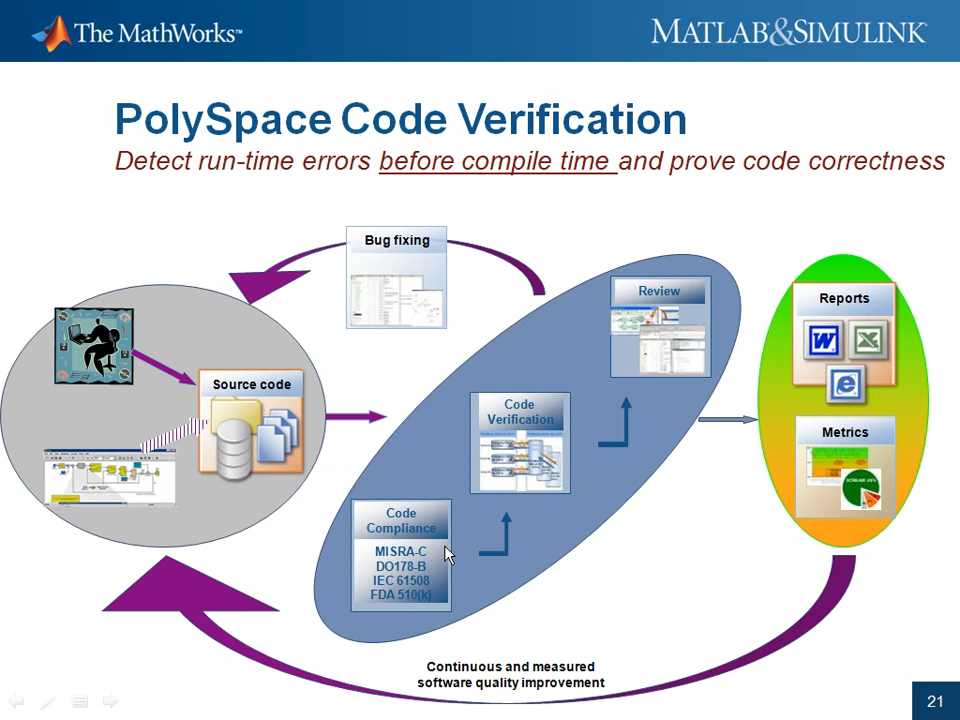 The MathWorks™
MATLAB&SIMULINK®
PolySpace Code Verification
Detect run-time errors before compile time and prove code correctness
Bug fixing
Review
Reports
Source code
Code
Verification
Metrics
Code
Compliance
MISRA-C
DO178-B
IEC 61508
FDA 510(k)
Continuous and measured
software quality improvement
21